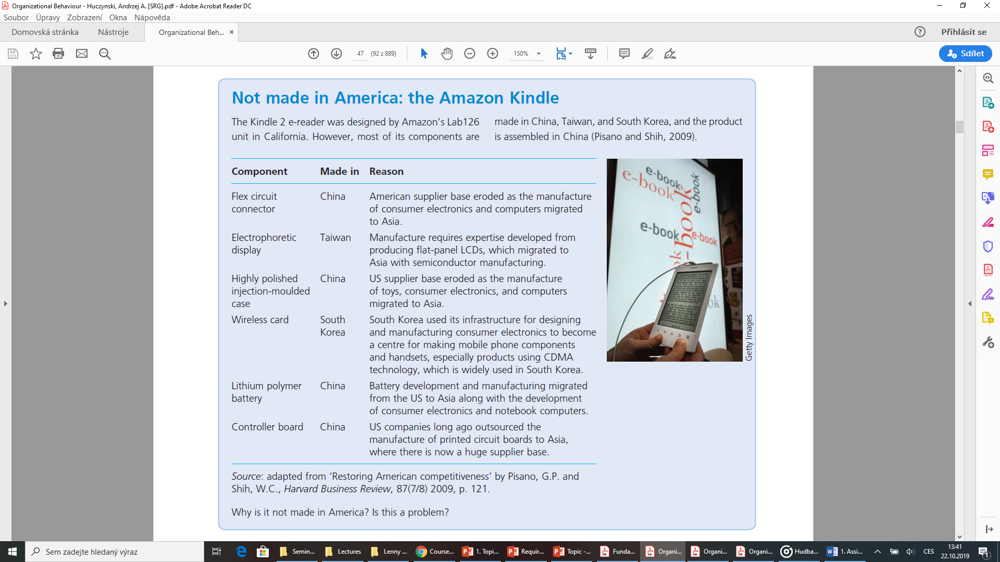 Organizational Behaviour - Huczynski, Andrzej A. [SRG].pdf - Adobe Acrobat Reader DC
Soubor Úpravy Zobrazení Okna Nápověda
Domovská stránka Nástroje Organizational Beh... Přihlásit se
47 (92 z 889) 150% Sdílet
Not made in America: the Amazon Kindle
The Kindle 2 e-reader was designed by Amazon’s Lab126
unit in California. However, most of its components are
made in China, Taiwan, and South Korea, and the product
is assembled in China (Pisano and Shih, 2009).
Component Made in Reason
Flex circuit China American supplier base eroded as the manufacture
connector of consumer electronics and computers migrated
to Asia.
Electrophoretic Taiwan Manufacture requires expertise developed from
display producing flat-panel LCDs, which migrated to
Asia with semiconductor manufacturing.
Highly polished China US supplier base eroded as the manufacture
injection-moulded of toys, consumer electronics, and computers
case migrated to Asia.
Wireless card South South Korea used its infrastructure for designing
Korea and manufacturing consumer electronics to become
a centre for making mobile phone components
and handsets, especially products using CDMA
technology, which is widely used in South Korea.
Lithium polymer China Battery development and manufacturing migrated
battery from the US to Asia along with the development
of consumer electronics and notebook computers.
Controller board China US companies long ago outsourced the
manufacture of printed circuit boards to Asia,
where there is now a huge supplier base.
e-book
e-book
e-book
e-book
e-book
e-book
Getty Images
Source: adapted from ‘Restoring American competitiveness’ by Pisano, G.P. and
Shih, W.C., Harvard Business Review, 87(7/8) 2009, p. 121.
Why is it not made in America? Is this a problem?
Sem zadejte hledaný výraz Semin... Lectures Lenny ... Course... 1. Topi... Requir... Topic -... Funda... Organi... Organi... Organi... Hudba... 1. Assi... CES 13:41
22.10.2019
1